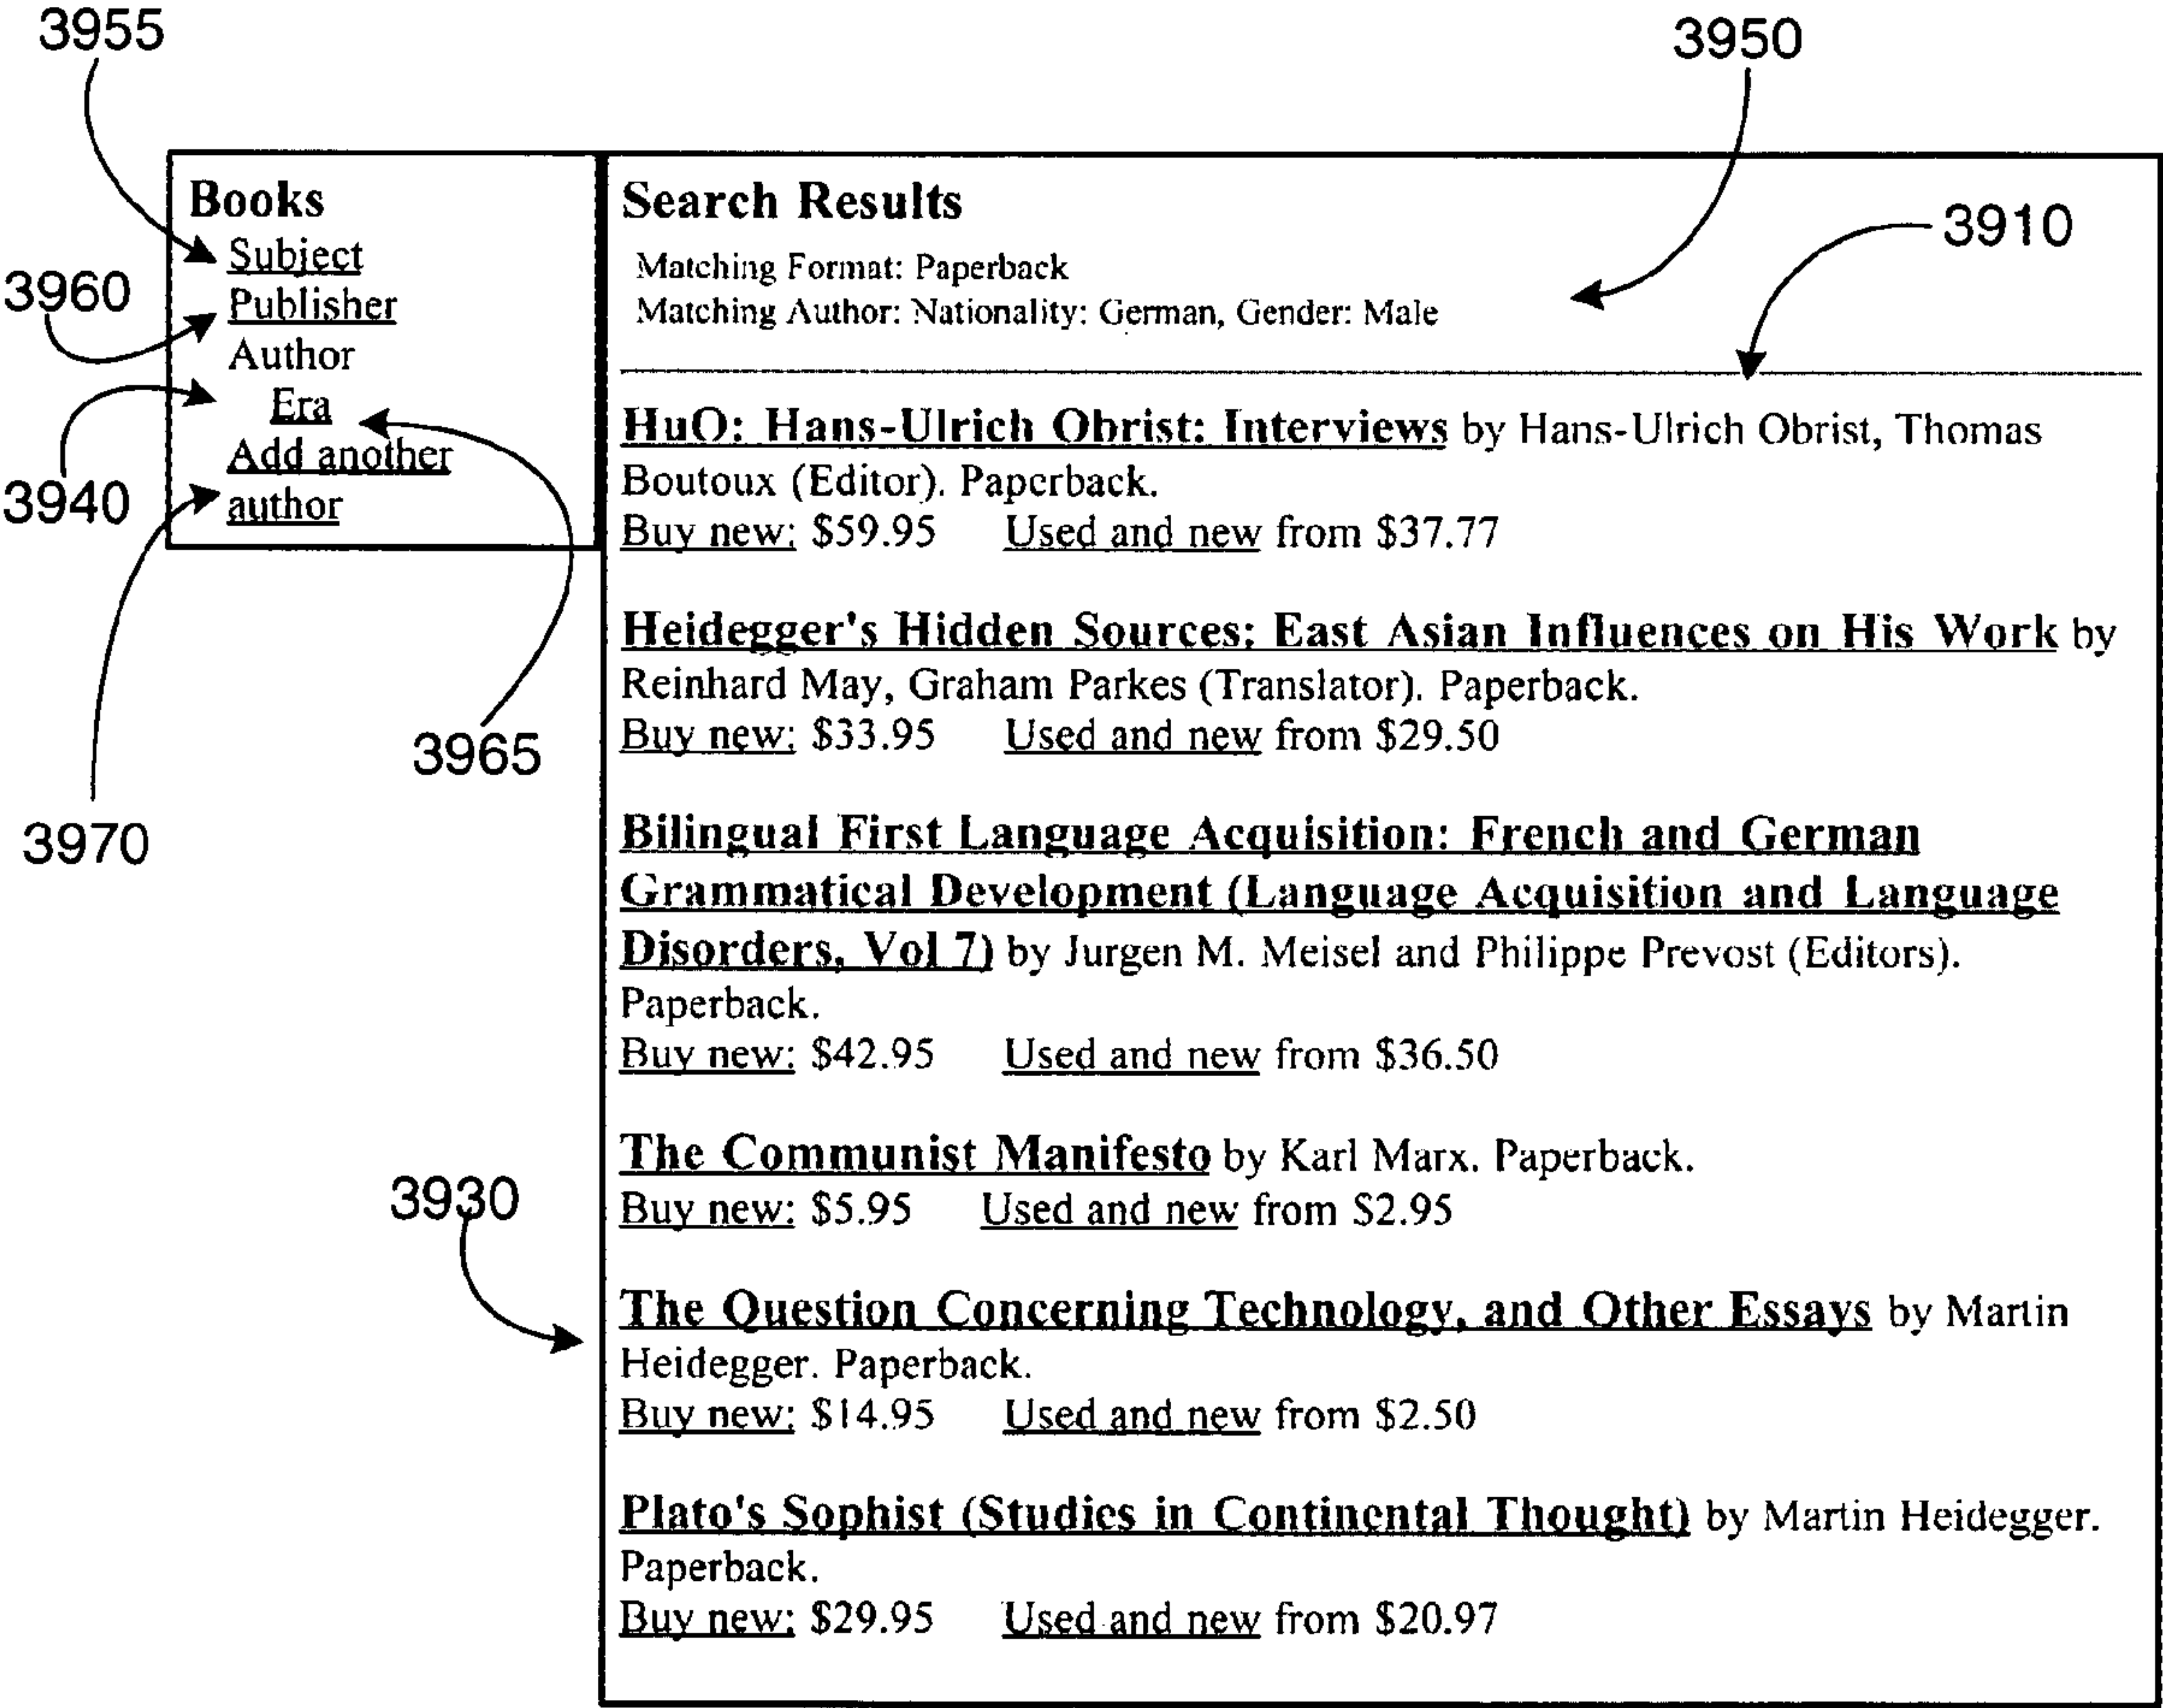 3955
3950
3910
3960
3940
3970
3965
3930
Books
Subject
Publisher
Author
Era
Add another
author
Search Results
Matching Format: Paperback
Matching Author: Nationality: German, Gender: Male
HuO: Hans-Ulrich Obrist: Interviews by Hans-Ulrich Obrist, Thomas
Boutoux (Editor). Paperback.
Buy new: $59.95 Used and new from $37.77
Heidegger's Hidden Sources: East Asian Influences on His Work by
Reinhard May, Graham Parkes (Translator). Paperback.
Buy new: $33.95 Used and new from $29.50
Bilingual First Language Acquisition: French and German
Grammatical Development (Language Acquisition and Language
Disorders, Vol 7) by Jurgen M. Meisel and Philippe Prevost (Editors).
Paperback.
Buy new: $42.95 Used and new from $36.50
The Communist Manifesto by Karl Marx. Paperback.
Buy new: $5.95 Used and new from $2.95
The Question Concerning Technology, and Other Essays by Martin
Heidegger. Paperback.
Buy new: $14.95 Used and new from $2.50
Plato's Sophist (Studies in Continental Thought) by Martin Heidegger.
Paperback.
Buy new: $29.95 Used and new from $20.97